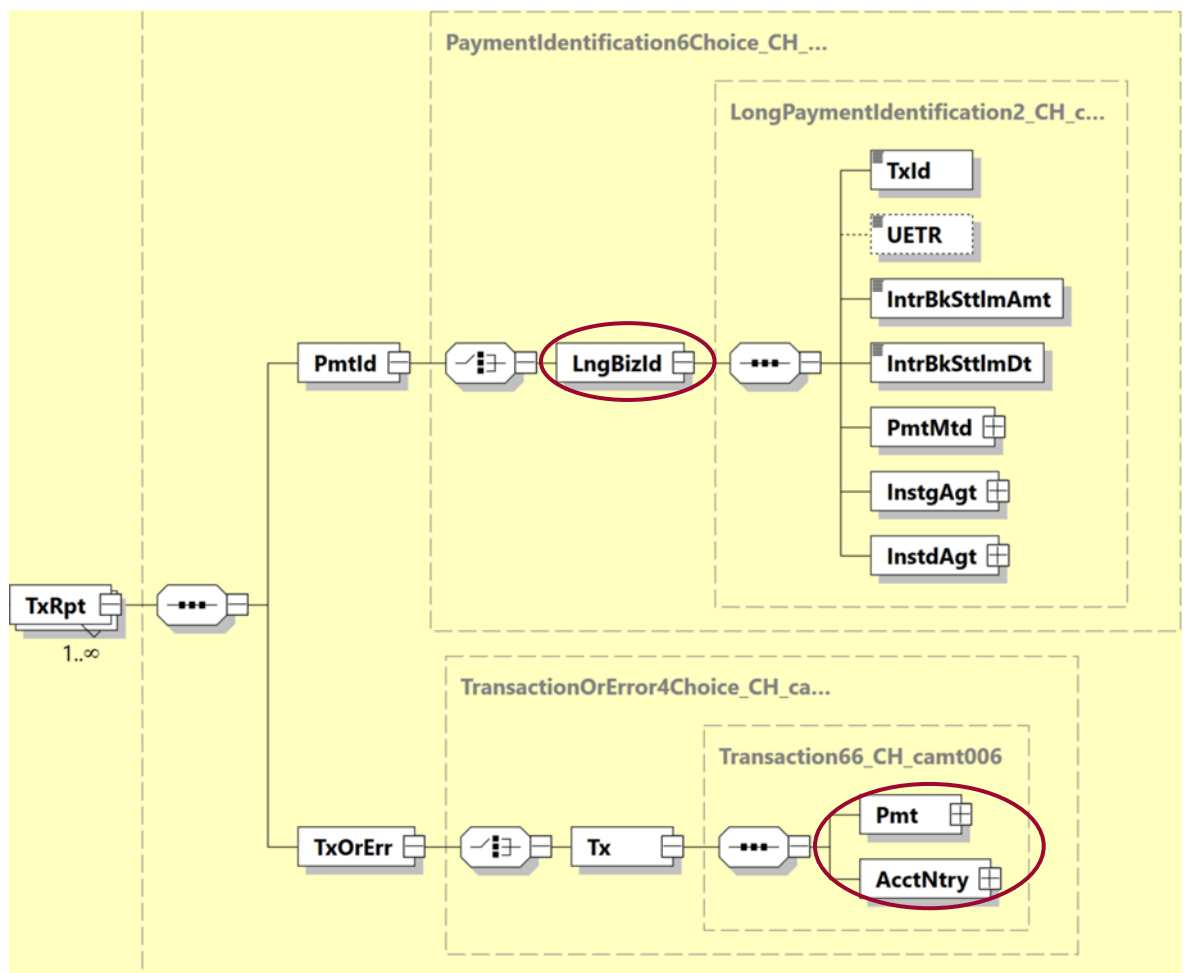 PaymentIdentification6Choice_CH_...
LongPaymentIdentification2_CH_c...
TxId
UETR
IntrBkSttlmAmt
PmtId
LngBizId
IntrBkSttlmDt
PmtMtd
InstgAgt
InstdAgt
TxRpt
1..∞
TransactionOrError4Choice_CH_ca...
Transaction66_CH_camt006
Pmt
TxOrErr
Tx
AcctNtry